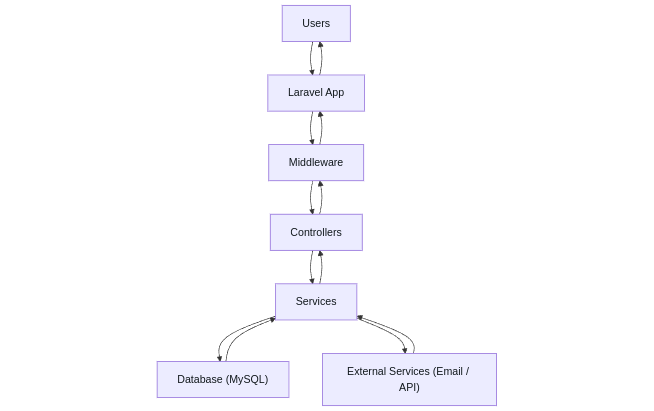 Users
Laravel App
Middleware
Controllers
Services
Database (MySQL)
External Services (Email /
API)